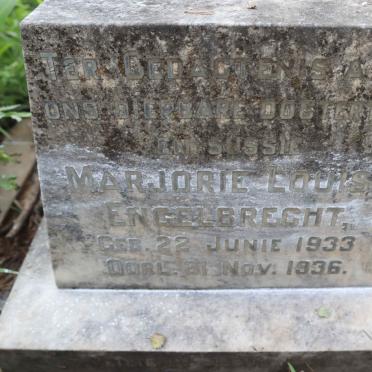 TER GEDAGTENIS A
ONS DIERBARE DOGTER
EN SUSSIE
MARJORIE LOUIS
ENGELBRECHT,
GEB. 22 JUNIE 1933
OORL. 31 NOV. 1936.